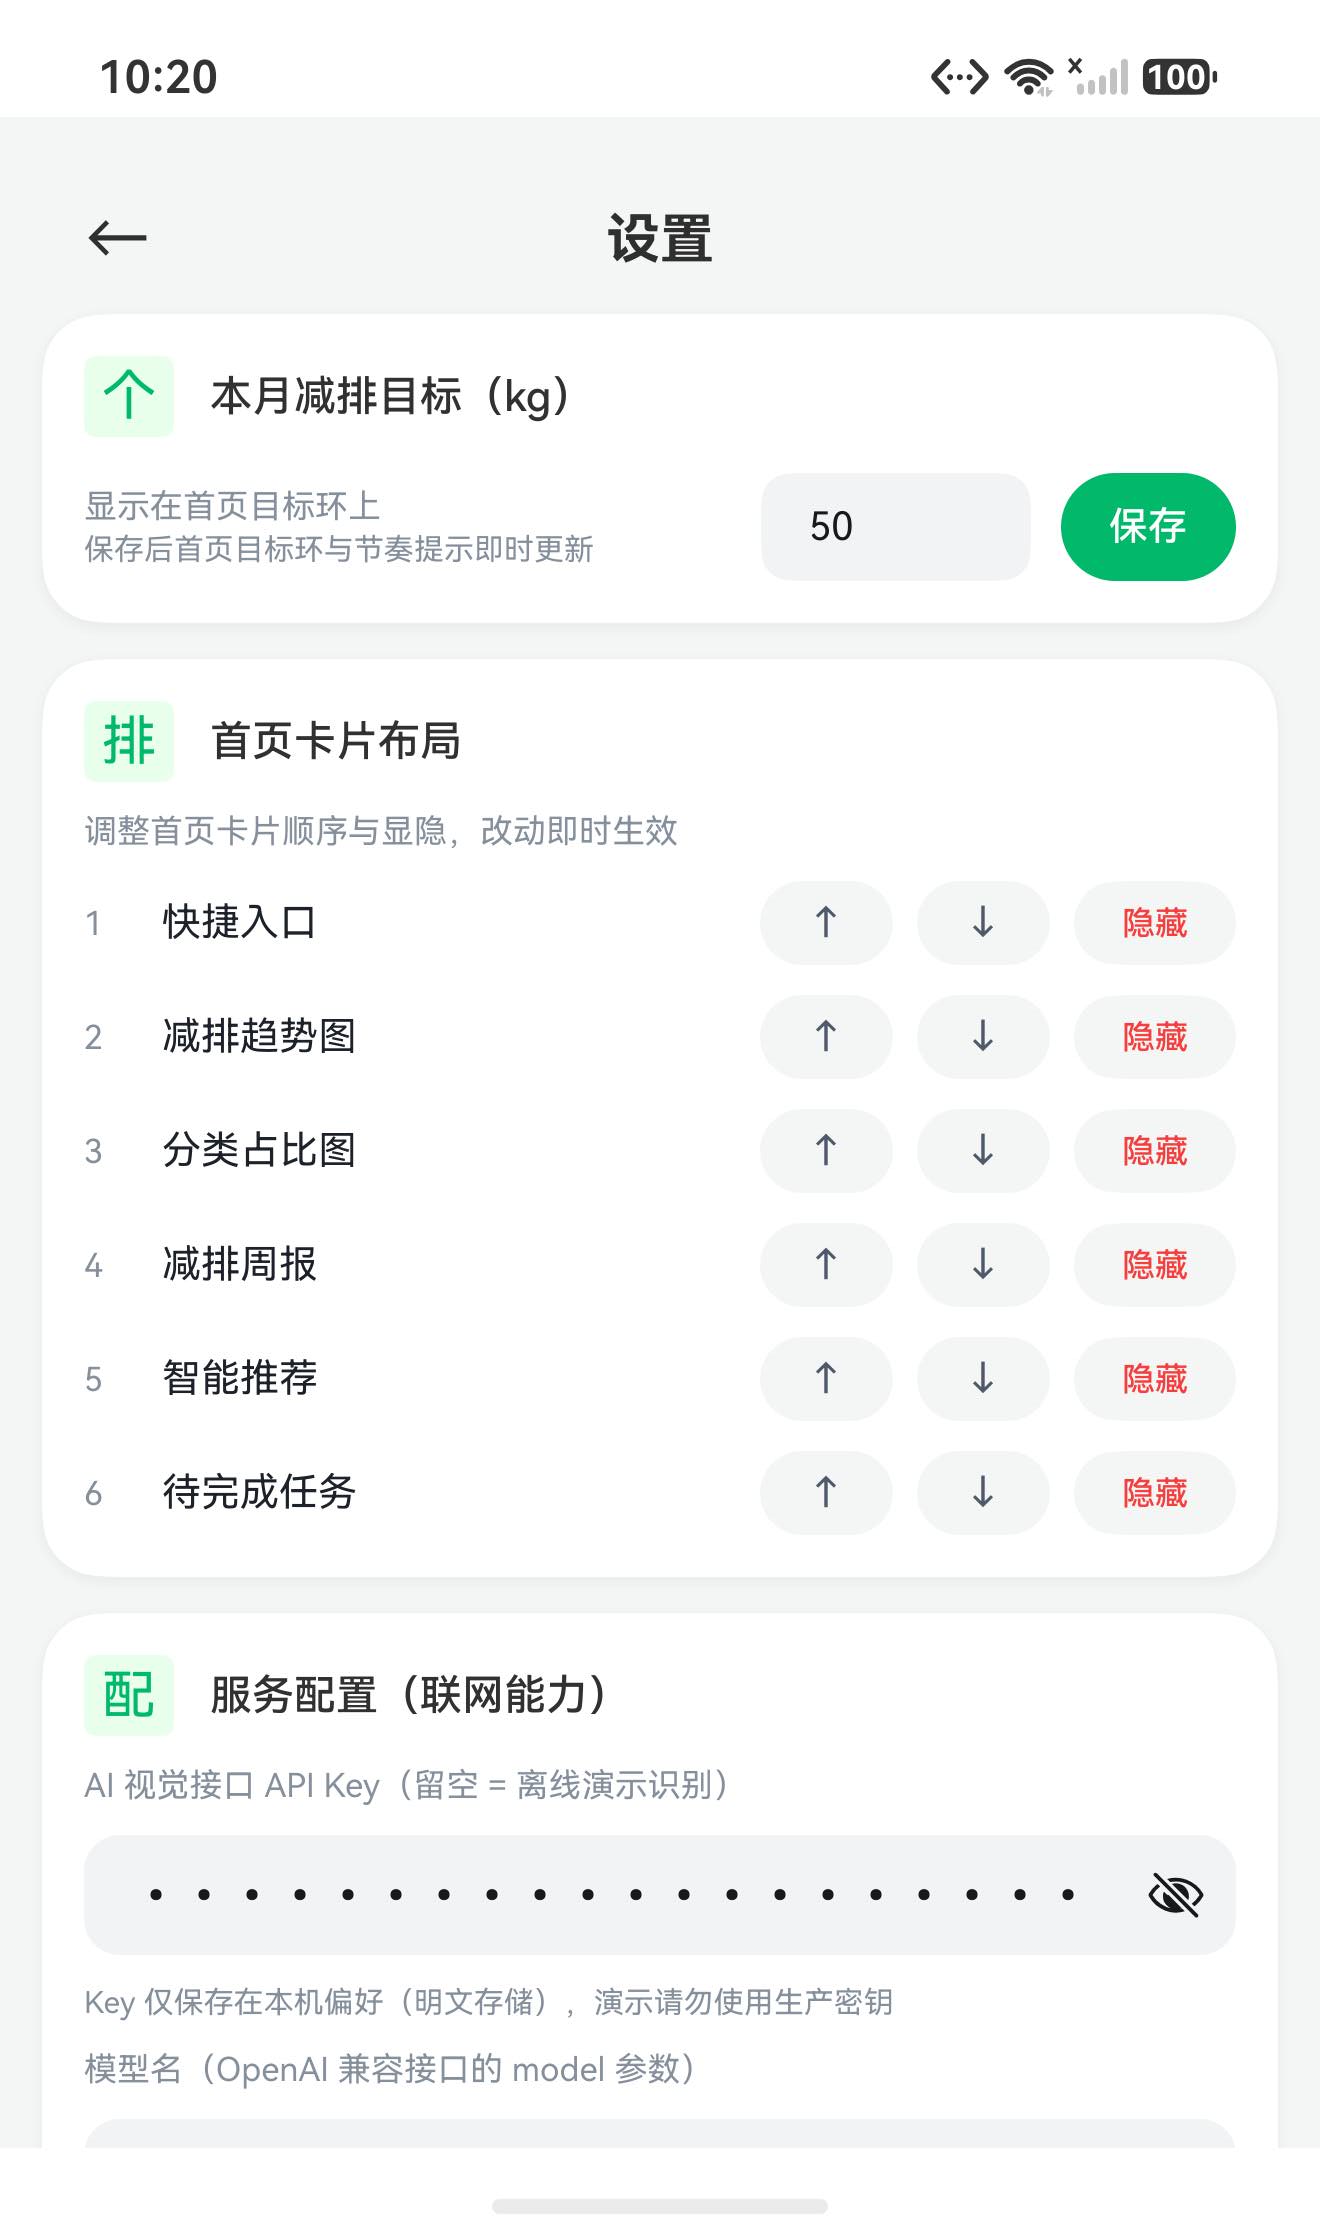 10:20
100
设置
个 本月减排目标（kg）
显示在首页目标环上
保存后首页目标环与节奏提示即时更新
50
保存
排 首页卡片布局
调整首页卡片顺序与显隐，改动即时生效
1 快捷入口 ↑ ↓ 隐藏
2 减排趋势图 ↑ ↓ 隐藏
3 分类占比图 ↑ ↓ 隐藏
4 减排周报 ↑ ↓ 隐藏
5 智能推荐 ↑ ↓ 隐藏
6 待完成任务 ↑ ↓ 隐藏
配 服务配置（联网能力）
AI 视觉接口 API Key（留空 = 离线演示识别）
••••••••••••••••••••
Key 仅保存在本机偏好（明文存储），演示请勿使用生产密钥
模型名（OpenAI 兼容接口的 model 参数）